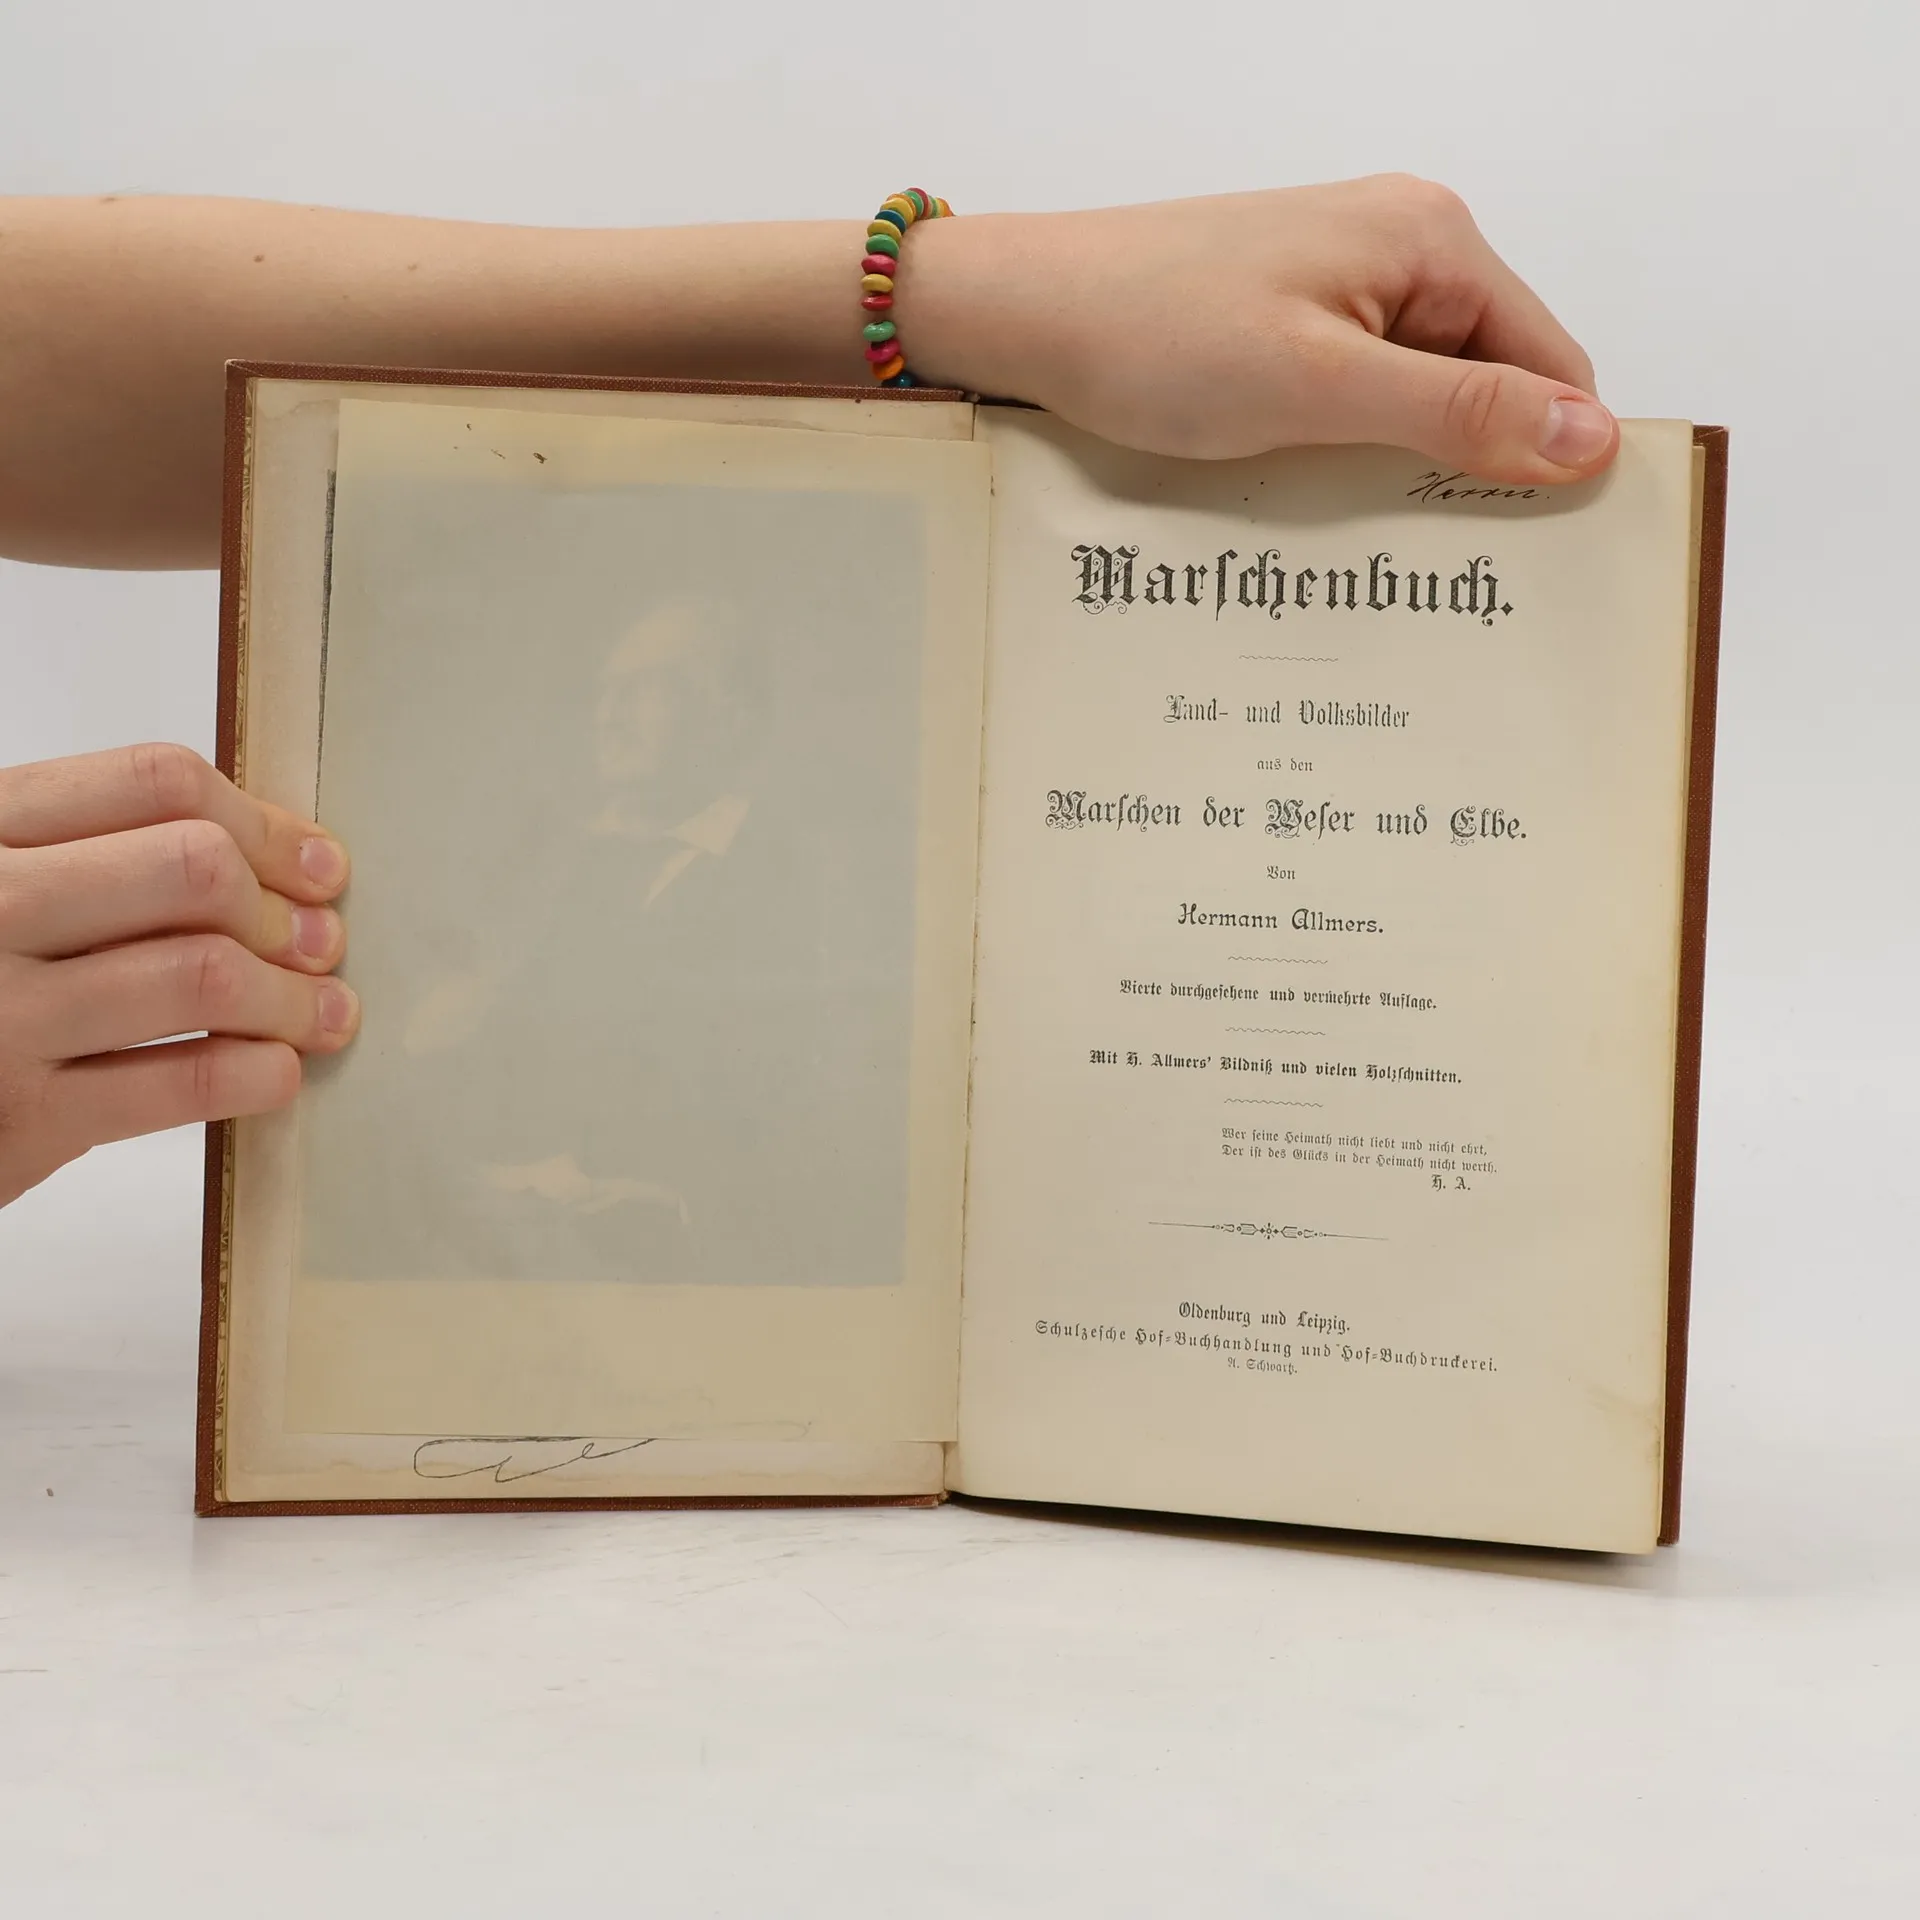 Herrn
Marschenbuch.
Land- und Volksbilder
aus den
Marschen der Weser und Elbe.
Von
Hermann Allmers.
Vierte durchgesehene und vermehrte Auflage.
Mit H. Allmers' Bildniß und vielen Holzschnitten.
Wer seine Heimath nicht liebt und nicht ehrt,
Der ist des Glücks in der Heimath nicht werth.
H. A.
Oldenburg und Leipzig.
Schulzesche Hof-Buchhandlung und Hof-Buchdruckerei.
A. Schwartz.